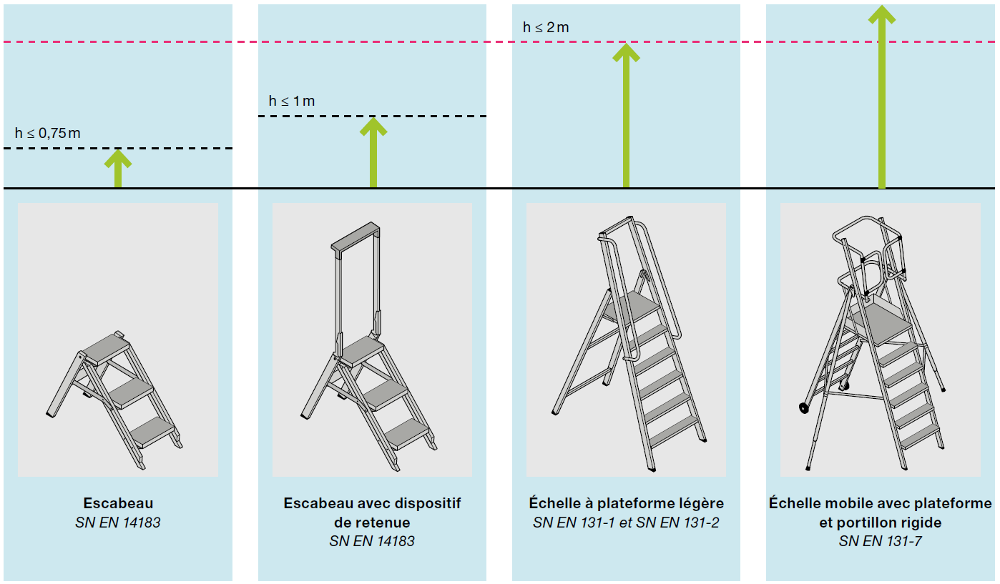 h ≤ 0,75 m
h ≤ 1 m
h ≤ 2 m
Escabeau
SN EN 14183
Escabeau avec dispositif
de retenue
SN EN 14183
Échelle à plateforme légère
SN EN 131-1 et SN EN 131-2
Échelle mobile avec plateforme
et portillon rigide
SN EN 131-7